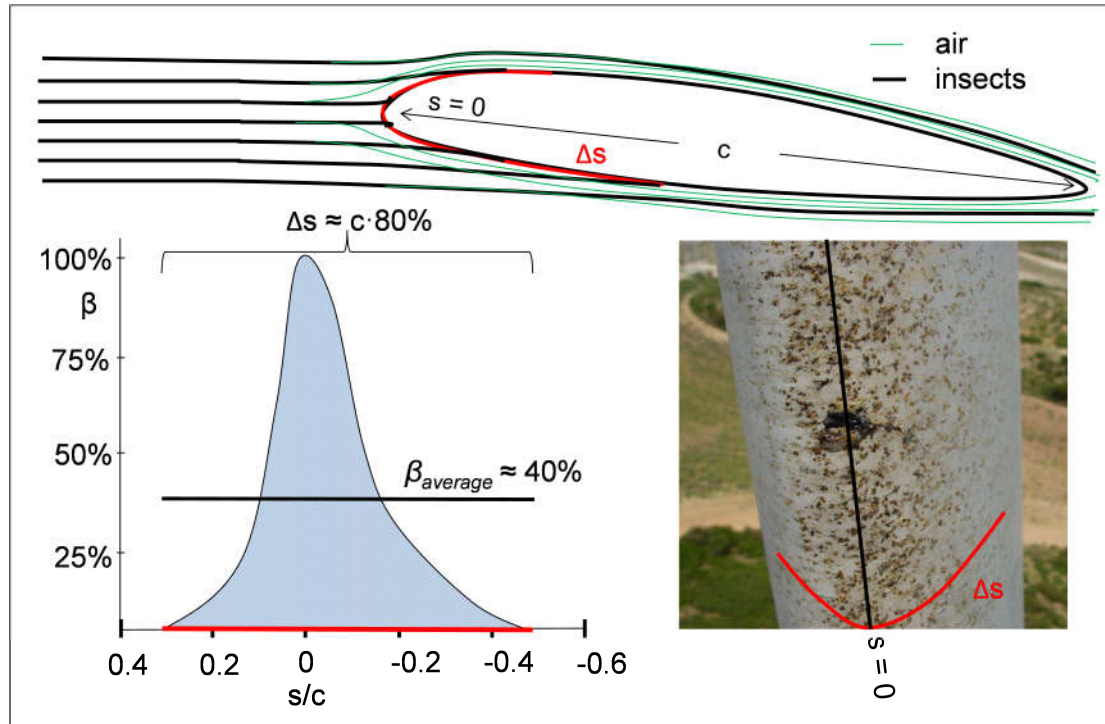 air
insects
s = 0
Δs
c
Δs ≈ c·80%
100%
β
75%
50%
25%
βaverage ≈ 40%
0.4 0.2 0 -0.2 -0.4 -0.6
s/c
Δs
s = 0